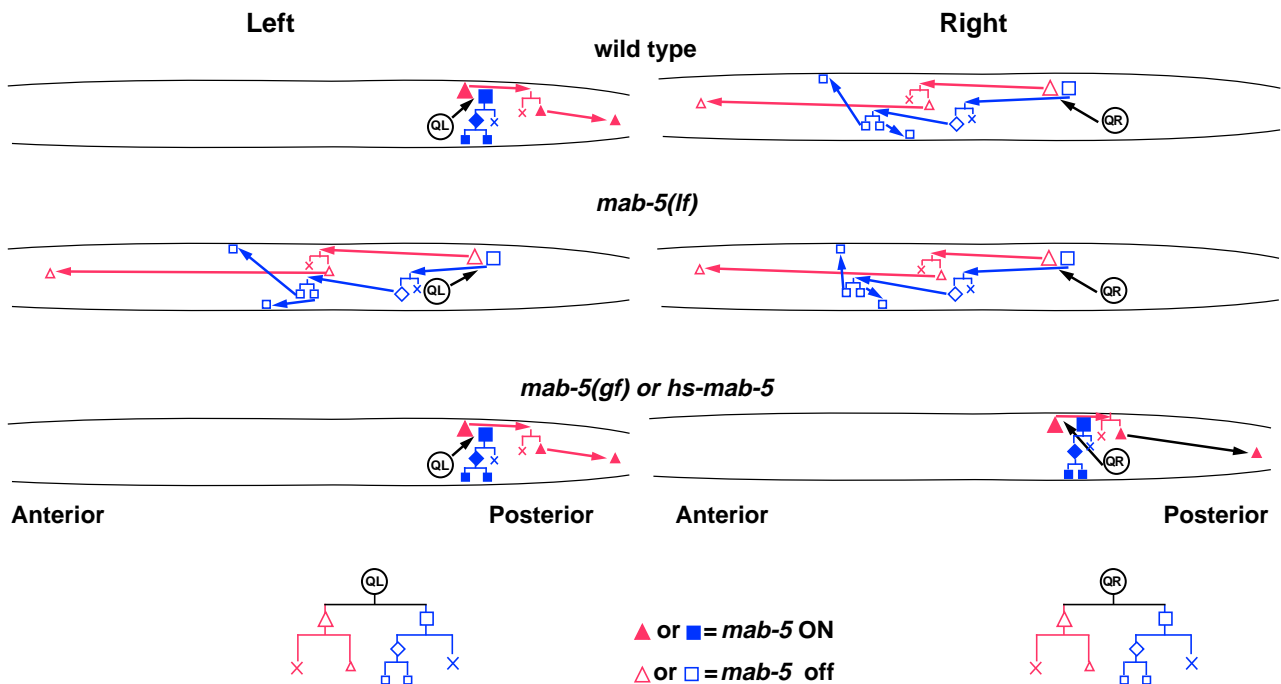 Left
Right
wild type
QL
QR
mab-5(lf)
QL
QR
mab-5(gf) or hs-mab-5
QL
QR
Anterior
Posterior
Anterior
Posterior
QL
QR
or = mab-5 ON
or = mab-5 off